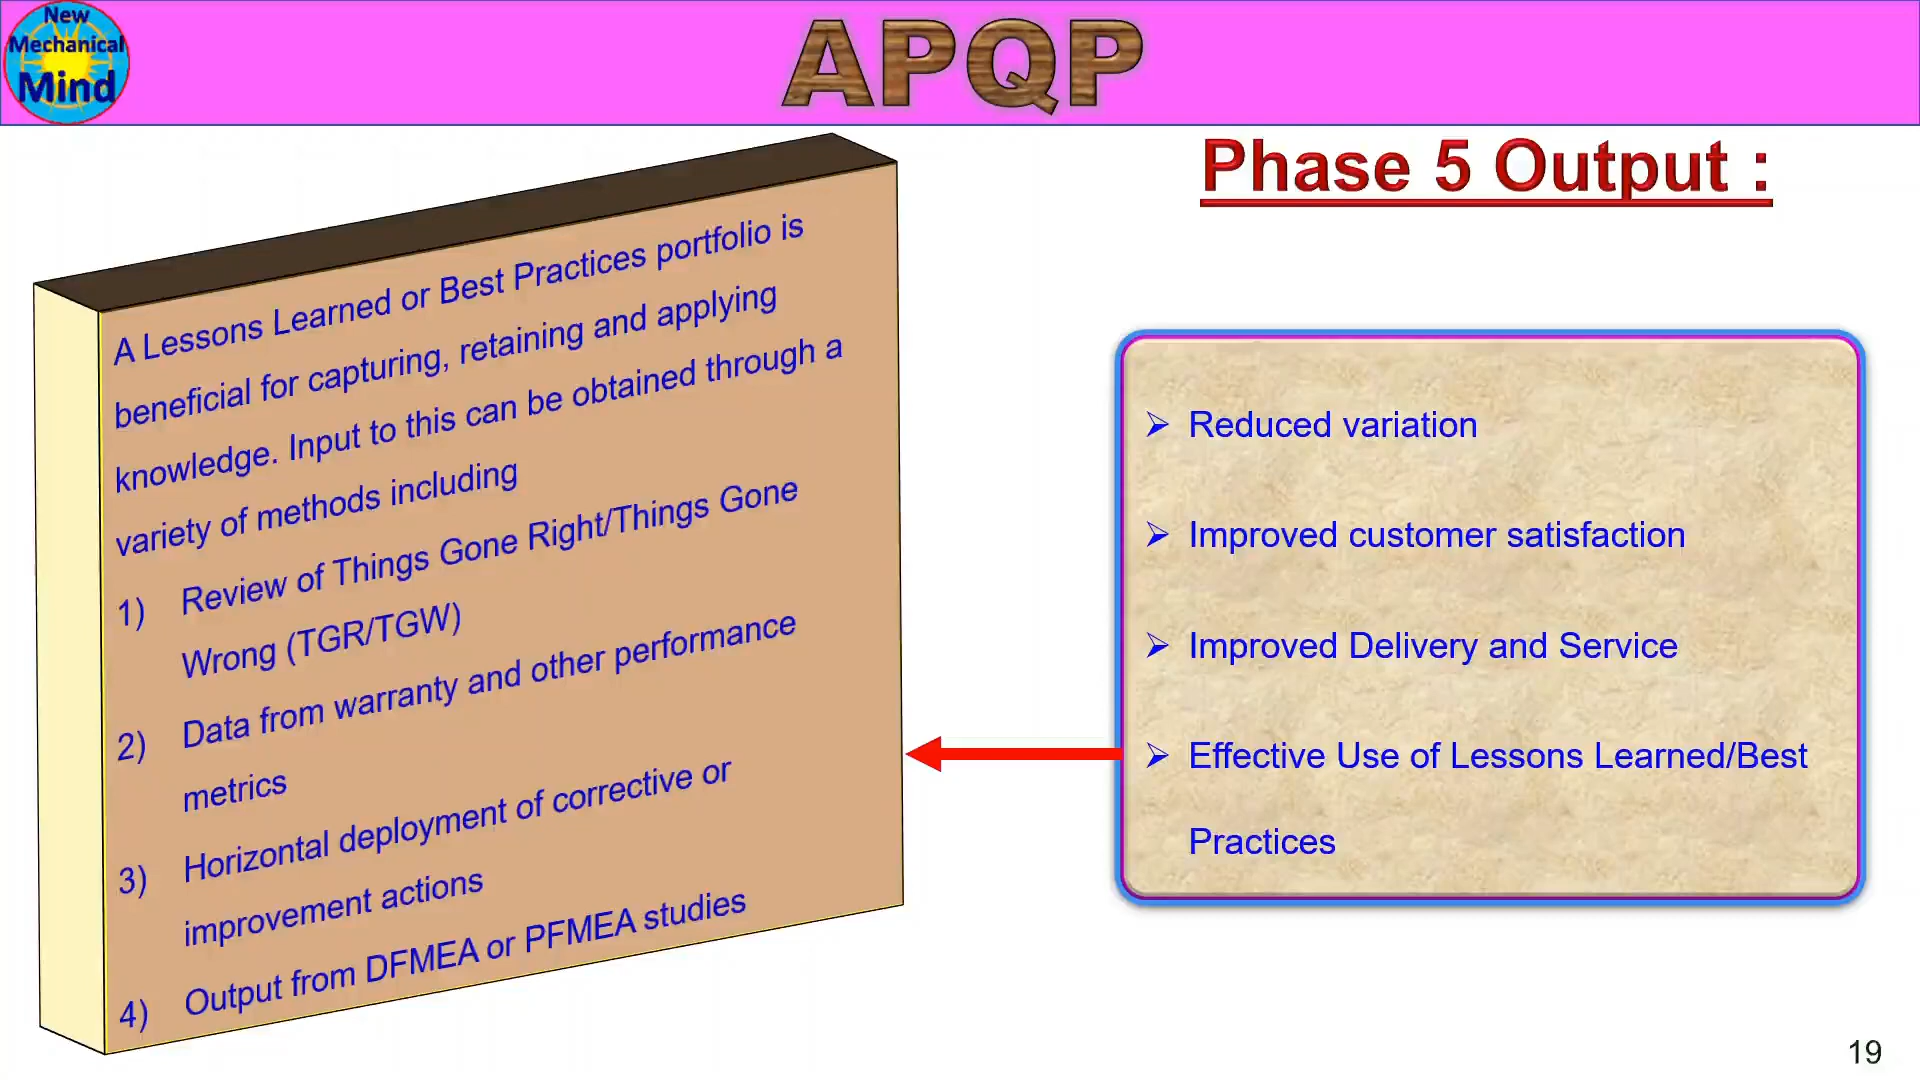 New
Mechanical
Mind
APQP
Phase 5 Output :
A Lessons Learned or Best Practices portfolio is
beneficial for capturing, retaining and applying
knowledge. Input to this can be obtained through a
variety of methods including
1) Review of Things Gone Right/Things Gone
Wrong (TGR/TGW)
2) Data from warranty and other performance
metrics
3) Horizontal deployment of corrective or
improvement actions
4) Output from DFMEA or PFMEA studies
➢ Reduced variation
➢ Improved customer satisfaction
➢ Improved Delivery and Service
➢ Effective Use of Lessons Learned/Best
Practices
19